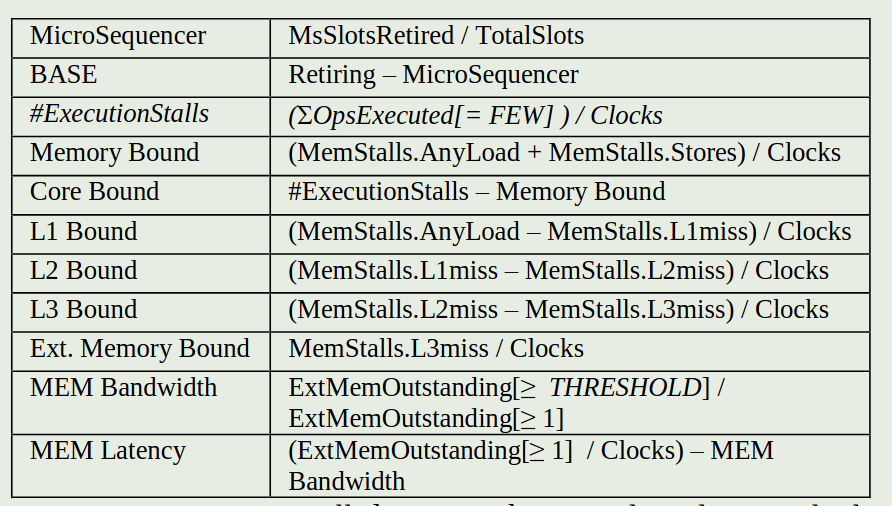 MicroSequencer MsSlotsRetired / TotalSlots
BASE Retiring – MicroSequencer
#ExecutionStalls (ΣOpsExecuted[= FEW] ) / Clocks
Memory Bound (MemStalls.AnyLoad + MemStalls.Stores) / Clocks
Core Bound #ExecutionStalls – Memory Bound
L1 Bound (MemStalls.AnyLoad – MemStalls.L1miss) / Clocks
L2 Bound (MemStalls.L1miss – MemStalls.L2miss) / Clocks
L3 Bound (MemStalls.L2miss – MemStalls.L3miss) / Clocks
Ext. Memory Bound MemStalls.L3miss / Clocks
MEM Bandwidth ExtMemOutstanding[≥ THRESHOLD] /
ExtMemOutstanding[≥ 1]
MEM Latency (ExtMemOutstanding[≥ 1] / Clocks) – MEM
Bandwidth